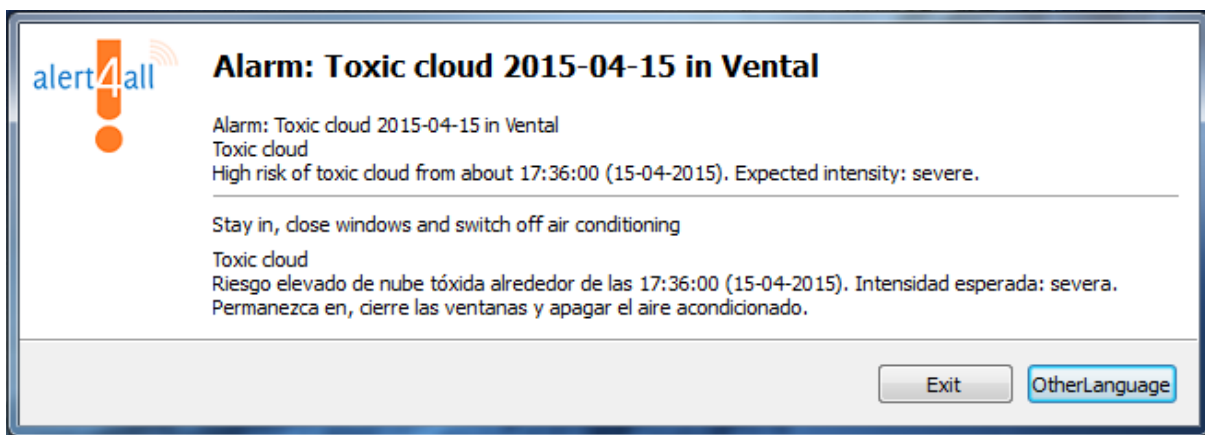 alert4all
Alarm: Toxic cloud 2015-04-15 in Vental
Alarm: Toxic cloud 2015-04-15 in Vental
Toxic cloud
High risk of toxic cloud from about 17:36:00 (15-04-2015). Expected intensity: severe.
Stay in, close windows and switch off air conditioning
Toxic cloud
Riesgo elevado de nube tóxida alrededor de las 17:36:00 (15-04-2015). Intensidad esperada: severa.
Permanezca en, cierre las ventanas y apagar el aire acondicionado.
Exit
OtherLanguage